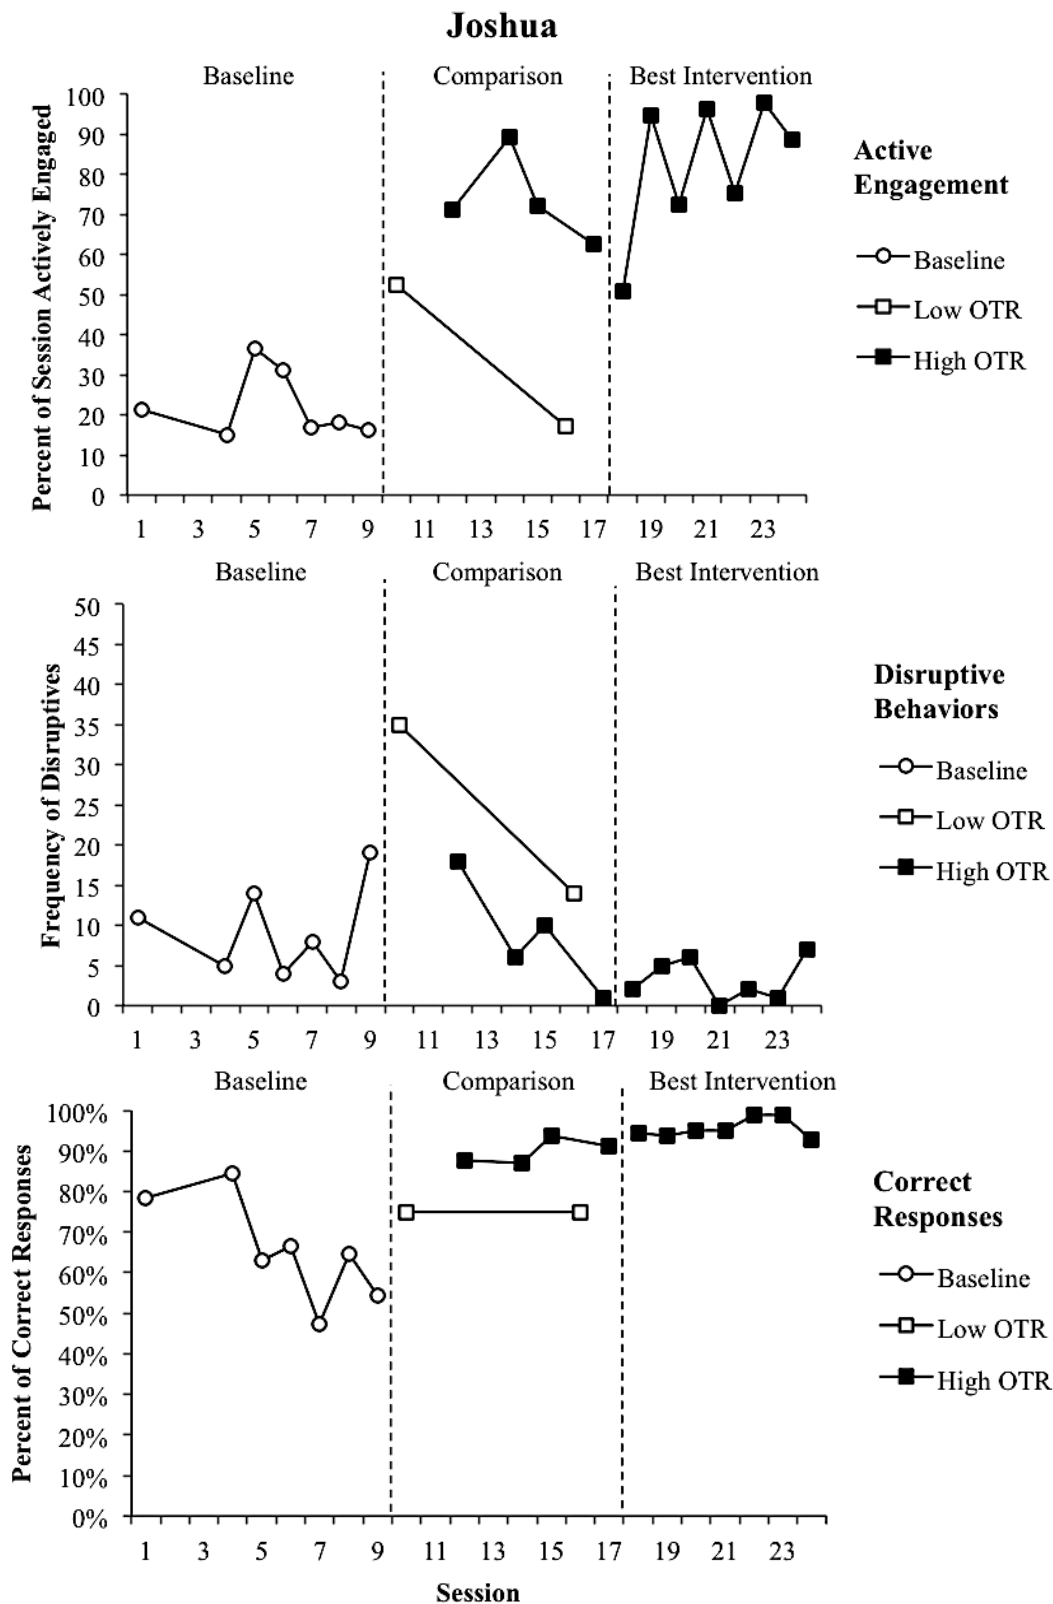 Joshua
Baseline Comparison Best Intervention
Percent of Session Actively Engaged
100
90
80
70
60
50
40
30
20
10
0
1 3 5 7 9 11 13 15 17 19 21 23
Active
Engagement
Baseline
Low OTR
High OTR
Baseline Comparison Best Intervention
Frequency of Disruptives
50
45
40
35
30
25
20
15
10
5
0
1 3 5 7 9 11 13 15 17 19 21 23
Disruptive
Behaviors
Baseline
Low OTR
High OTR
Baseline Comparison Best Intervention
Percent of Correct Responses
100%
90%
80%
70%
60%
50%
40%
30%
20%
10%
0%
1 3 5 7 9 11 13 15 17 19 21 23
Session
Correct
Responses
Baseline
Low OTR
High OTR